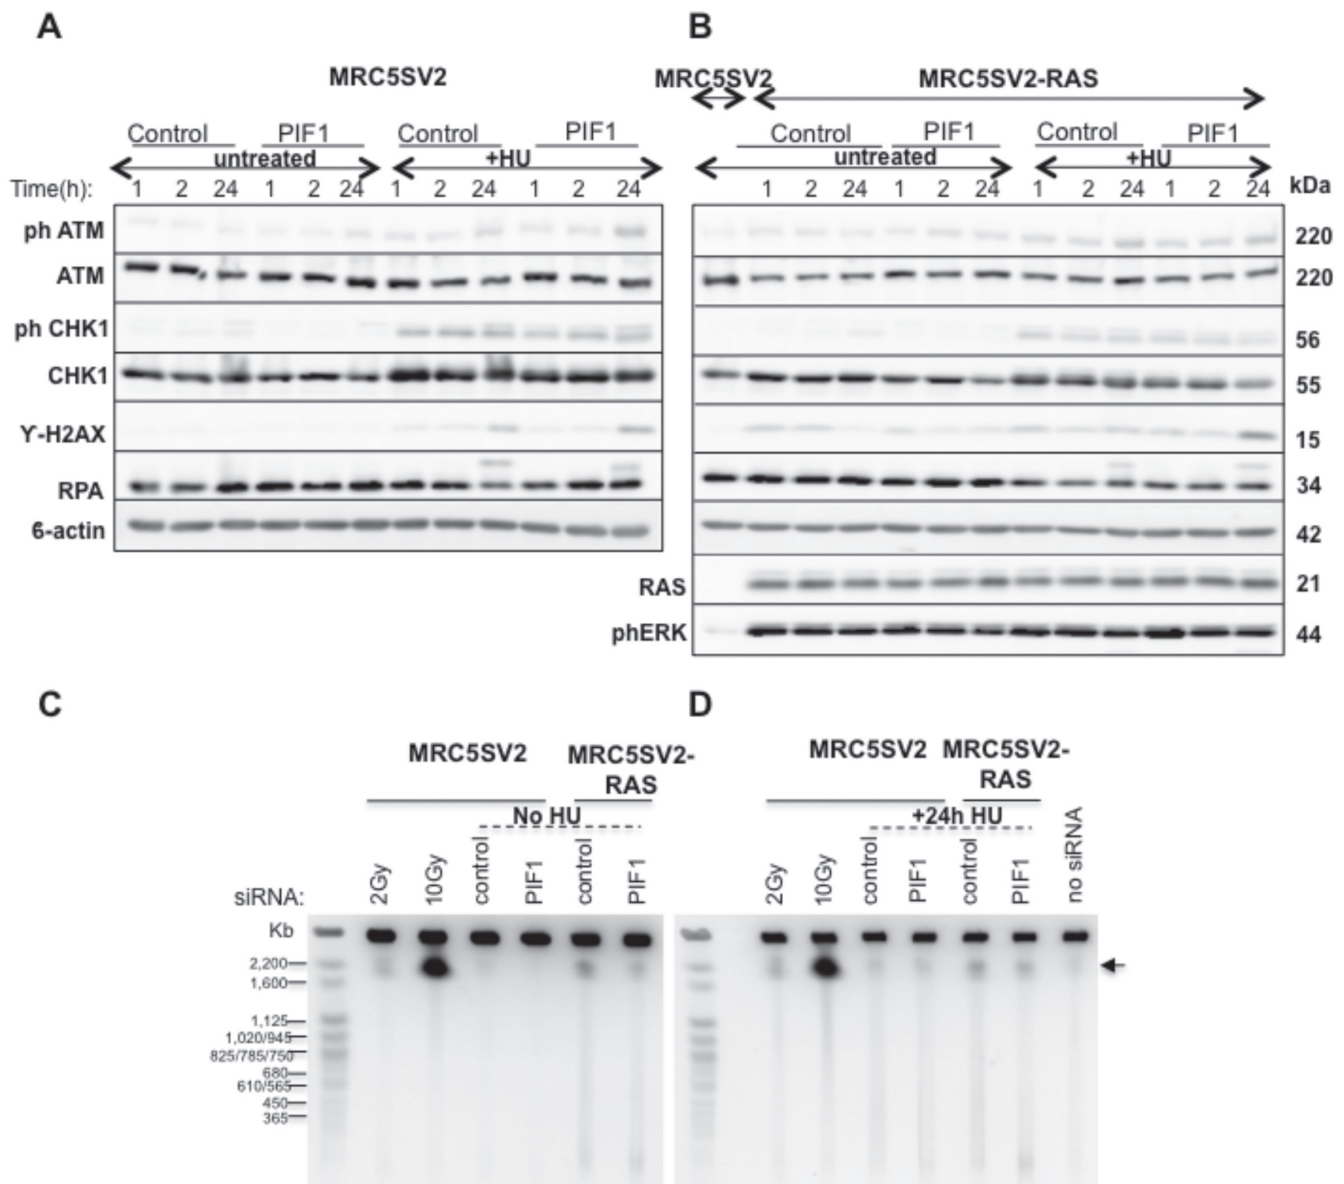 A
B
MRC5SV2
MRC5SV2
MRC5SV2-RAS
Control
PIF1
Control
PIF1
Control
PIF1
Control
PIF1
untreated
+HU
untreated
+HU
Time(h):
1 2 24 1 2 24 1 2 24 1 2 24
1 2 24 1 2 24 1 2 24 1 2 24
kDa
ph ATM
220
ATM
220
ph CHK1
56
CHK1
55
ϒ-H2AX
15
RPA
34
6-actin
42
RAS
21
phERK
44
C
D
MRC5SV2
MRC5SV2-
RAS
MRC5SV2
MRC5SV2-
RAS
No HU
+24h HU
siRNA:
2Gy
10Gy
control
PIF1
control
PIF1
2Gy
10Gy
control
PIF1
control
PIF1
no siRNA
Kb
2,200
1,600
1,125
1,020/945
825/785/750
680
610/565
450
365